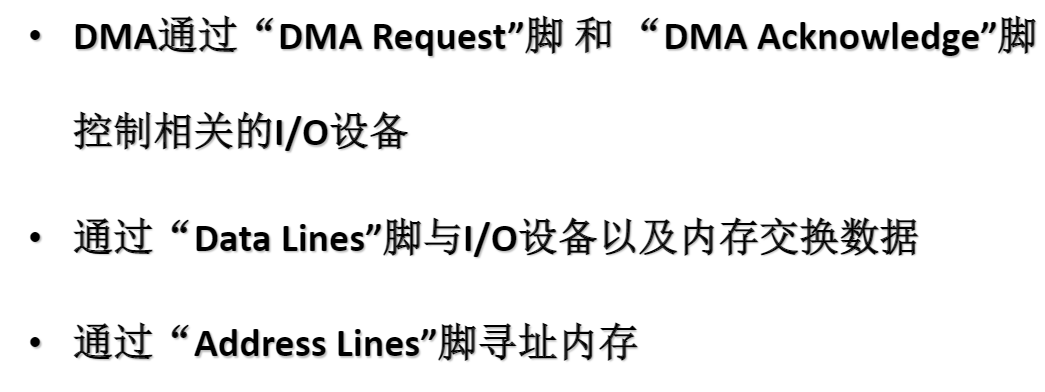 • DMA通过“DMA Request”脚 和 “DMA Acknowledge”脚
控制相关的I/O设备
• 通过“Data Lines”脚与I/O设备以及内存交换数据
• 通过“Address Lines”脚寻址内存